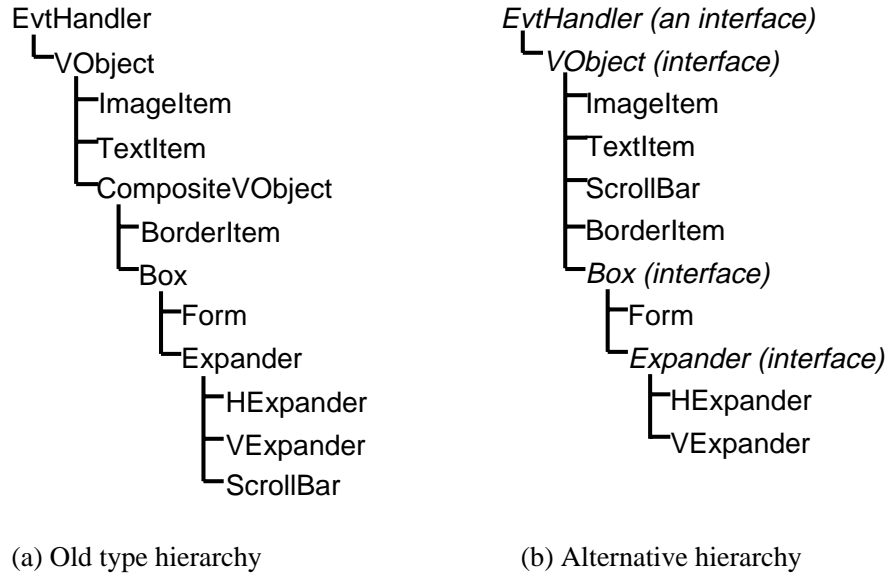 EvtHandler
VObject
ImageItem
TextItem
CompositeVObject
BorderItem
Box
Form
Expander
HExpander
VExpander
ScrollBar
(a) Old type hierarchy
EvtHandler (an interface)
VObject (interface)
ImageItem
TextItem
ScrollBar
BorderItem
Box (interface)
Form
Expander (interface)
HExpander
VExpander
(b) Alternative hierarchy